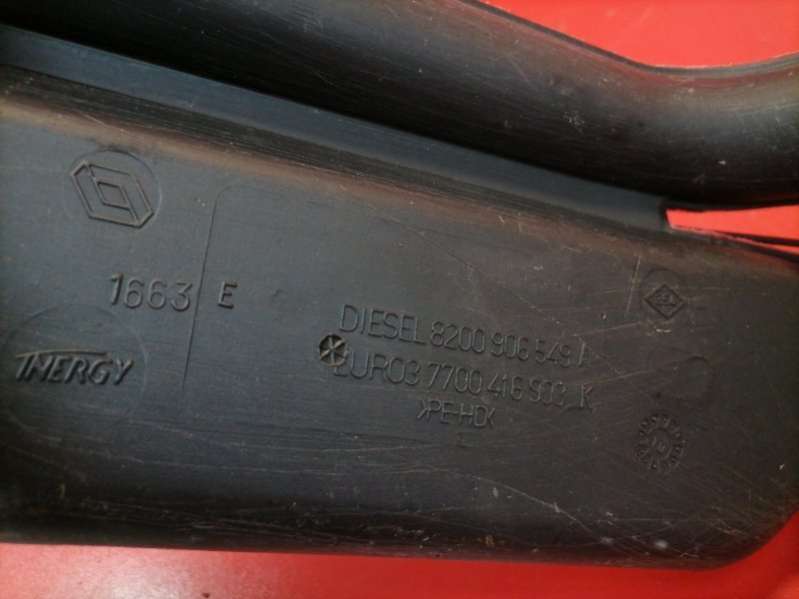 1663 E
DIESEL 8200 906 549 A
EURO3 7700 416 903 K
>PE-HD<
INERGY